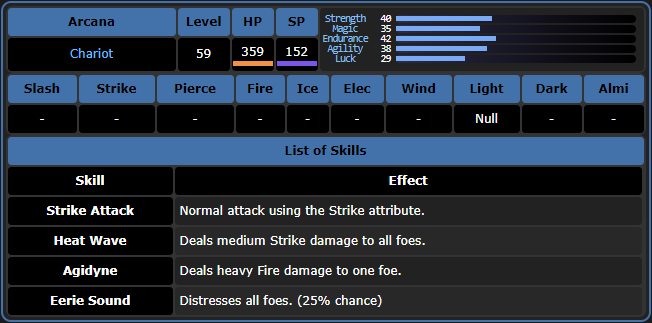 Arcana Level HP SP
Chariot 59 359 152
Strength 40
Magic 35
Endurance 42
Agility 38
Luck 29
Slash Strike Pierce Fire Ice Elec Wind Light Dark Almi
- - - - - - - Null - -
List of Skills
Skill Effect
Strike Attack Normal attack using the Strike attribute.
Heat Wave Deals medium Strike damage to all foes.
Agidyne Deals heavy Fire damage to one foe.
Eerie Sound Distresses all foes. (25% chance)